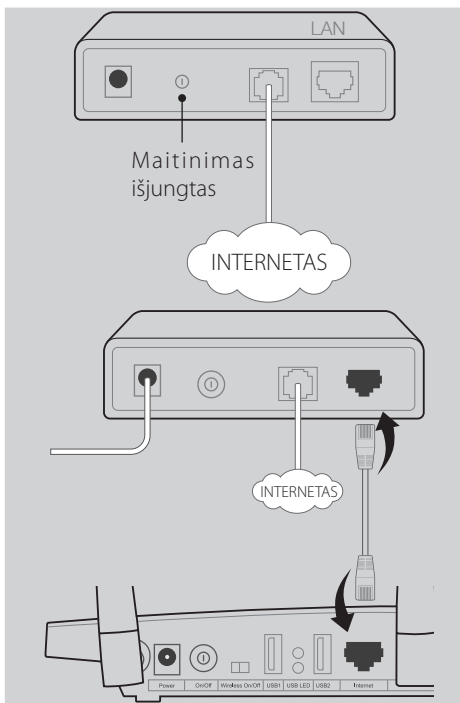 LAN
Maitinimas
išjungtas
INTERNETAS
INTERNETAS
Power On/Off Wireless On/Off USB1 USB LED USB2 Internet